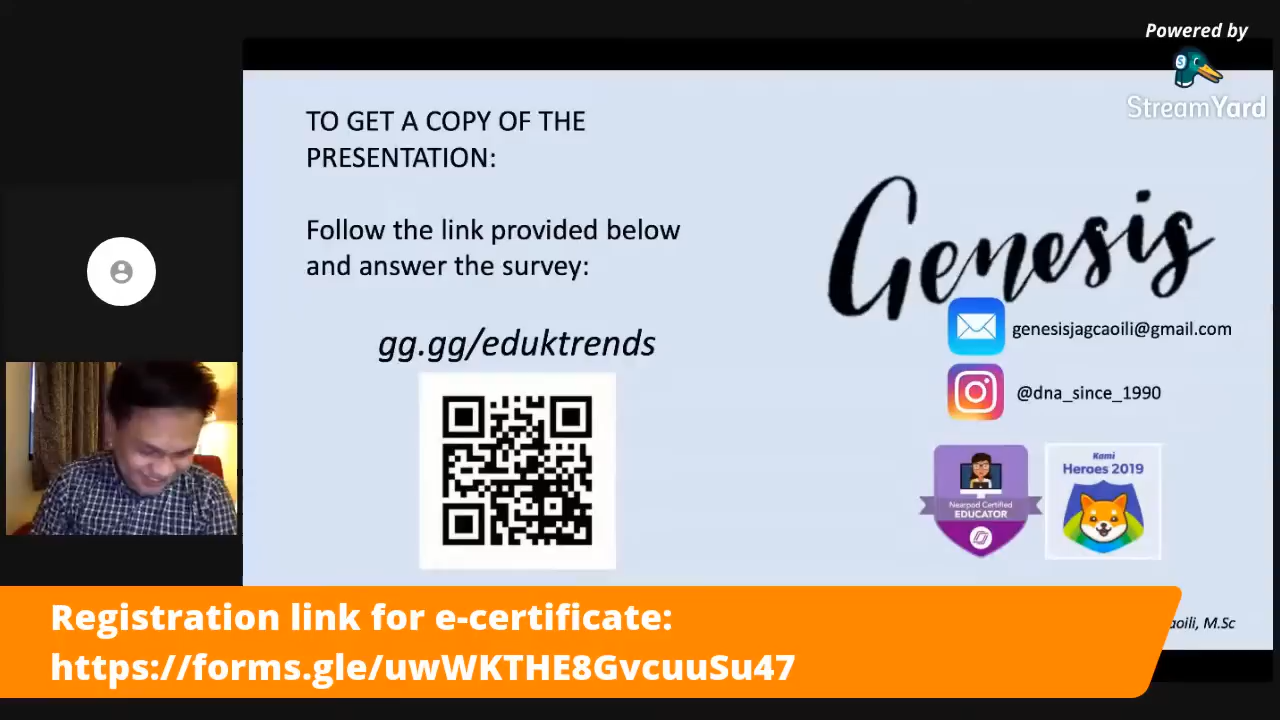 Powered by
StreamYard
TO GET A COPY OF THE
PRESENTATION:
Follow the link provided below
and answer the survey:
gg.gg/eduktrends
Genesis
genesisjagcaoili@gmail.com
@dna_since_1990
Nearpod Certified
EDUCATOR
Kami
Heroes 2019
aoili, M.Sc
Registration link for e-certificate:
https://forms.gle/uwWKTHE8GvcuuSu47